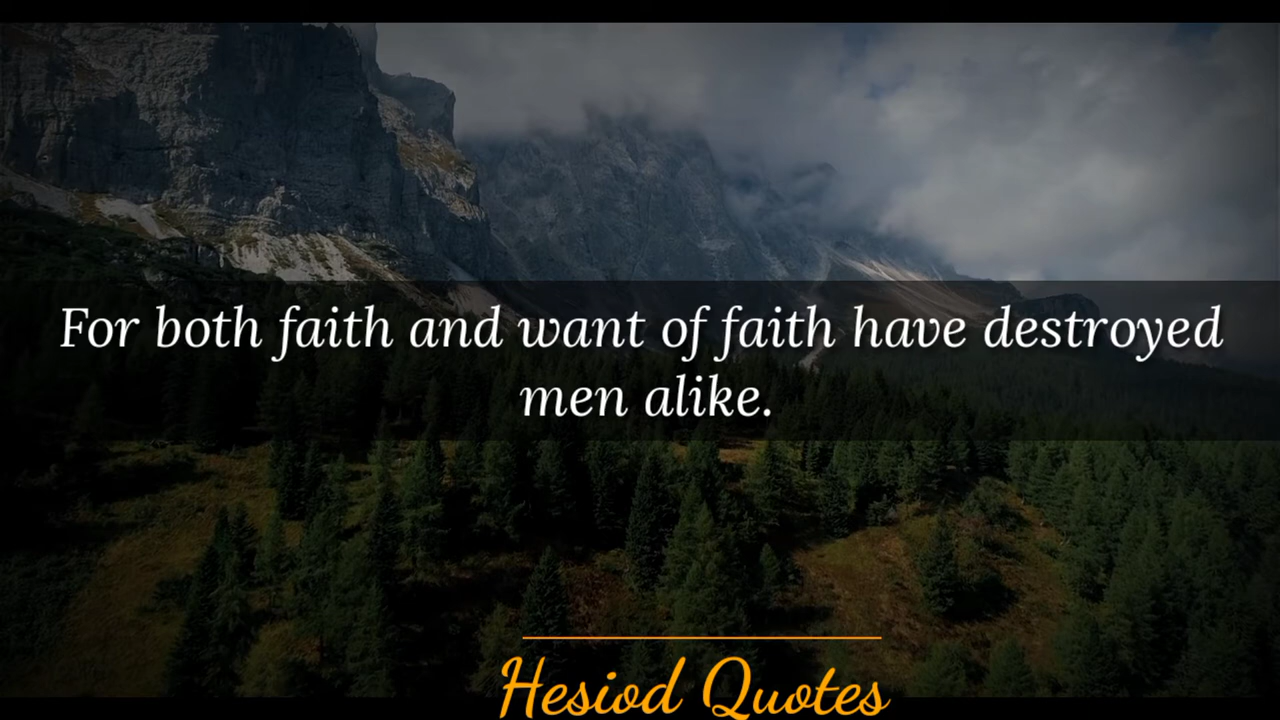 For both faith and want of faith have destroyed
men alike.
Hesiod Quotes